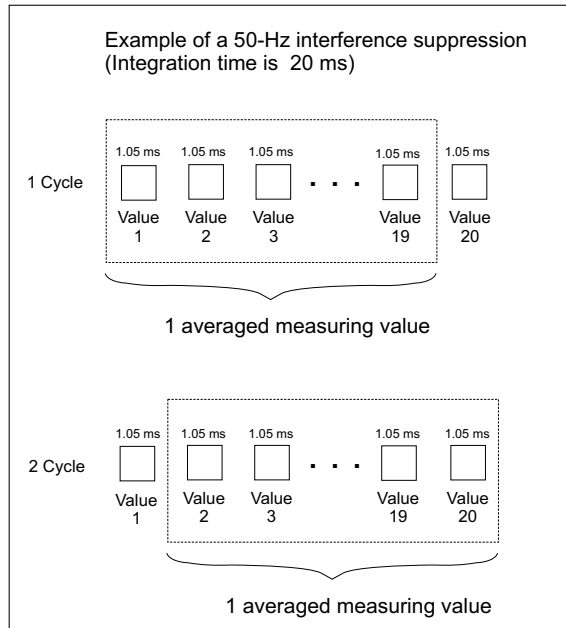 Example of a 50-Hz interference suppression
(Integration time is 20 ms)
1.05 ms 1.05 ms 1.05 ms 1.05 ms 1.05 ms
1 Cycle . . .
Value Value Value Value Value
1 2 3 19 20
1 averaged measuring value
1.05 ms 1.05 ms 1.05 ms 1.05 ms 1.05 ms
2 Cycle . . .
Value Value Value Value Value
1 2 3 19 20
1 averaged measuring value